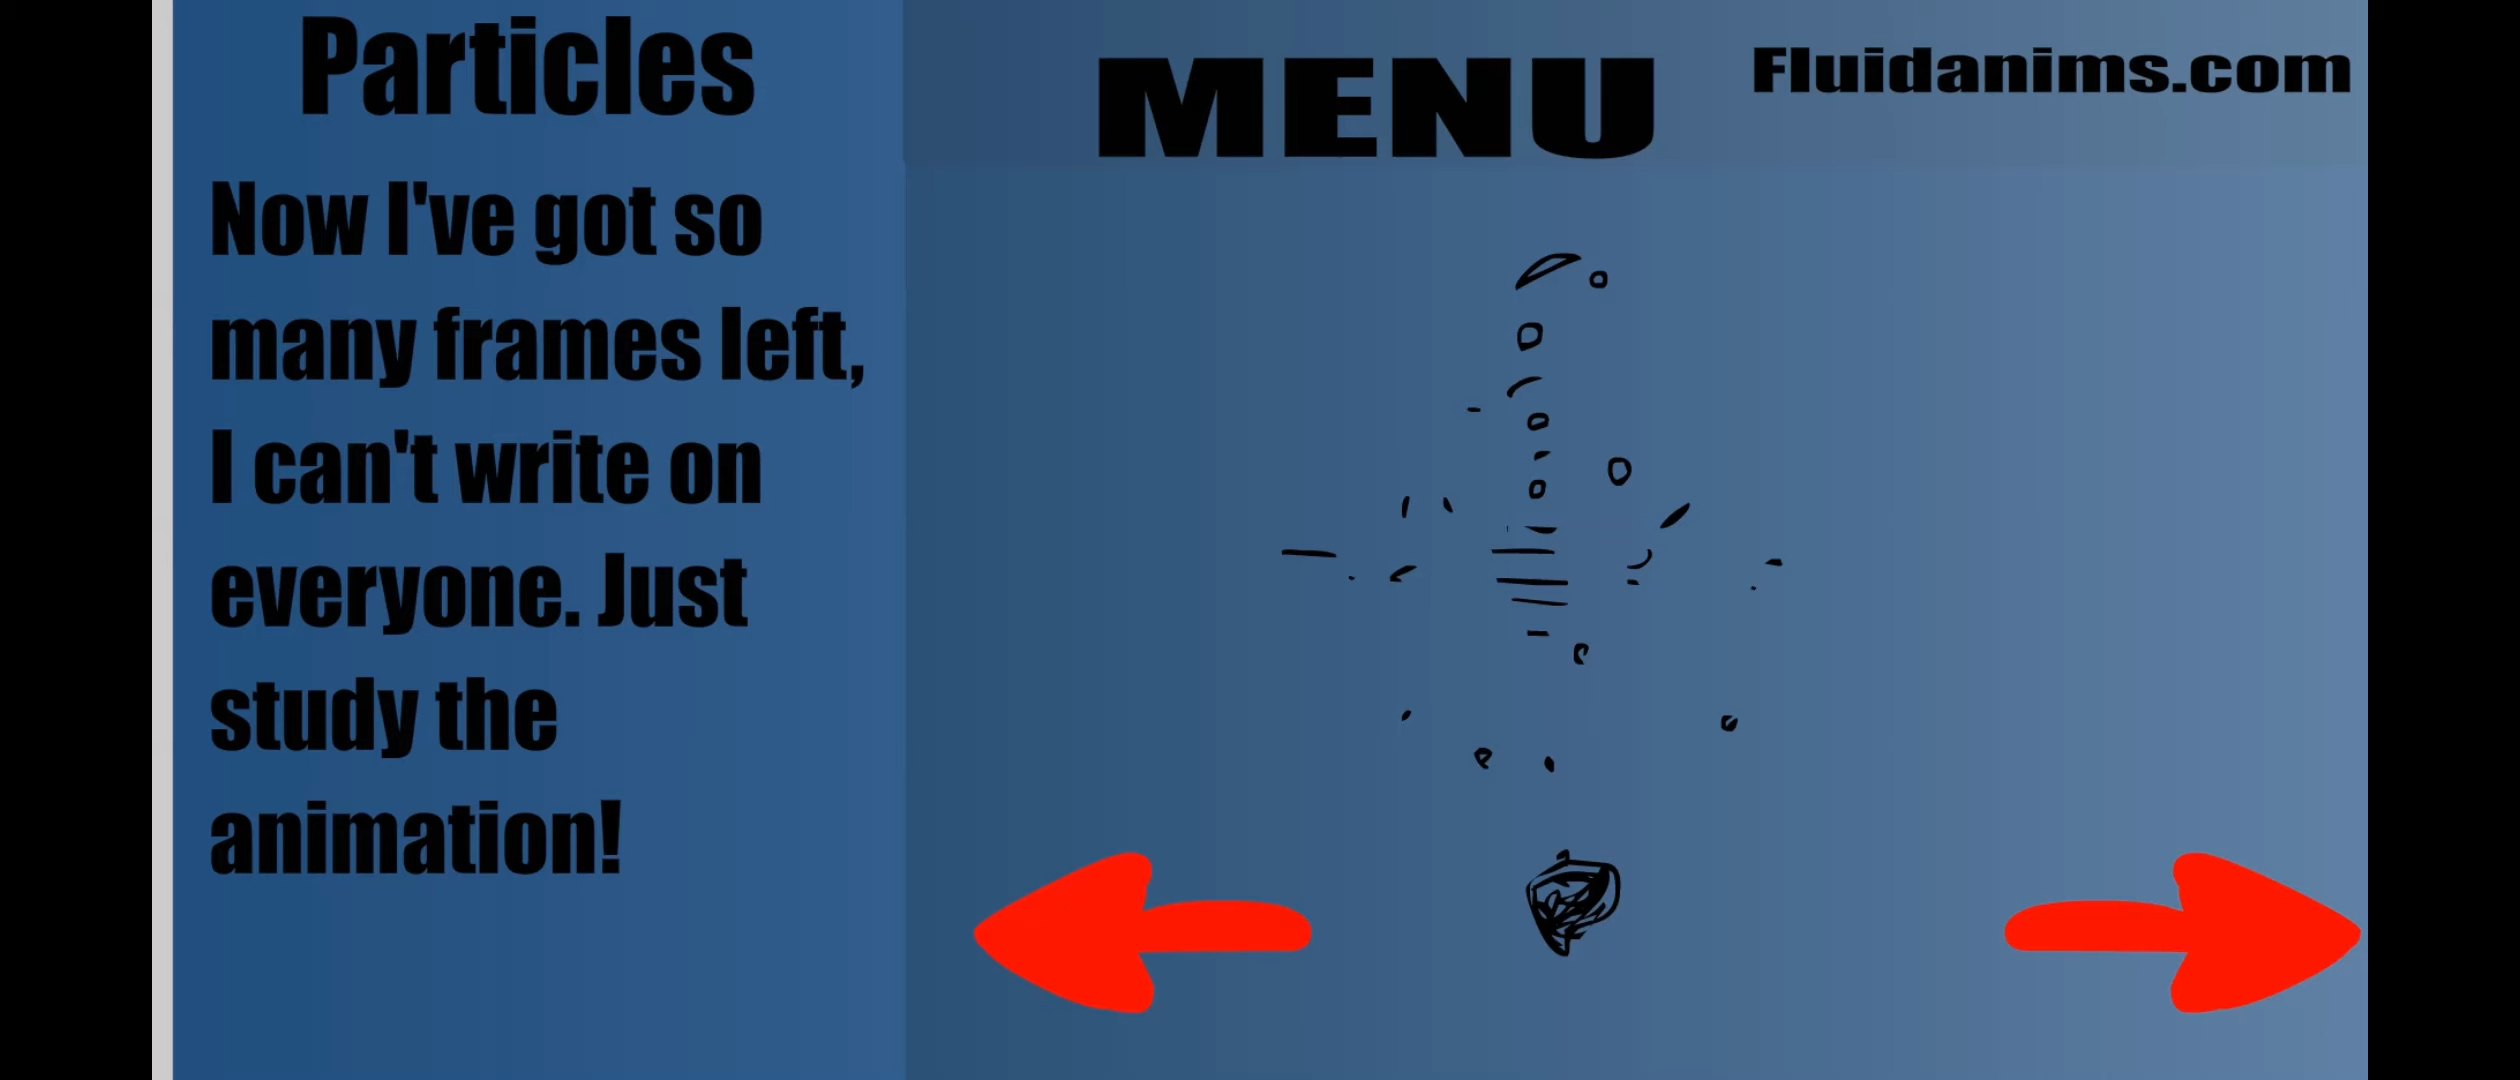 Particles
Now I've got so
many frames left,
I can't write on
everyone. Just
study the
animation!
MENU
Fluidanims.com